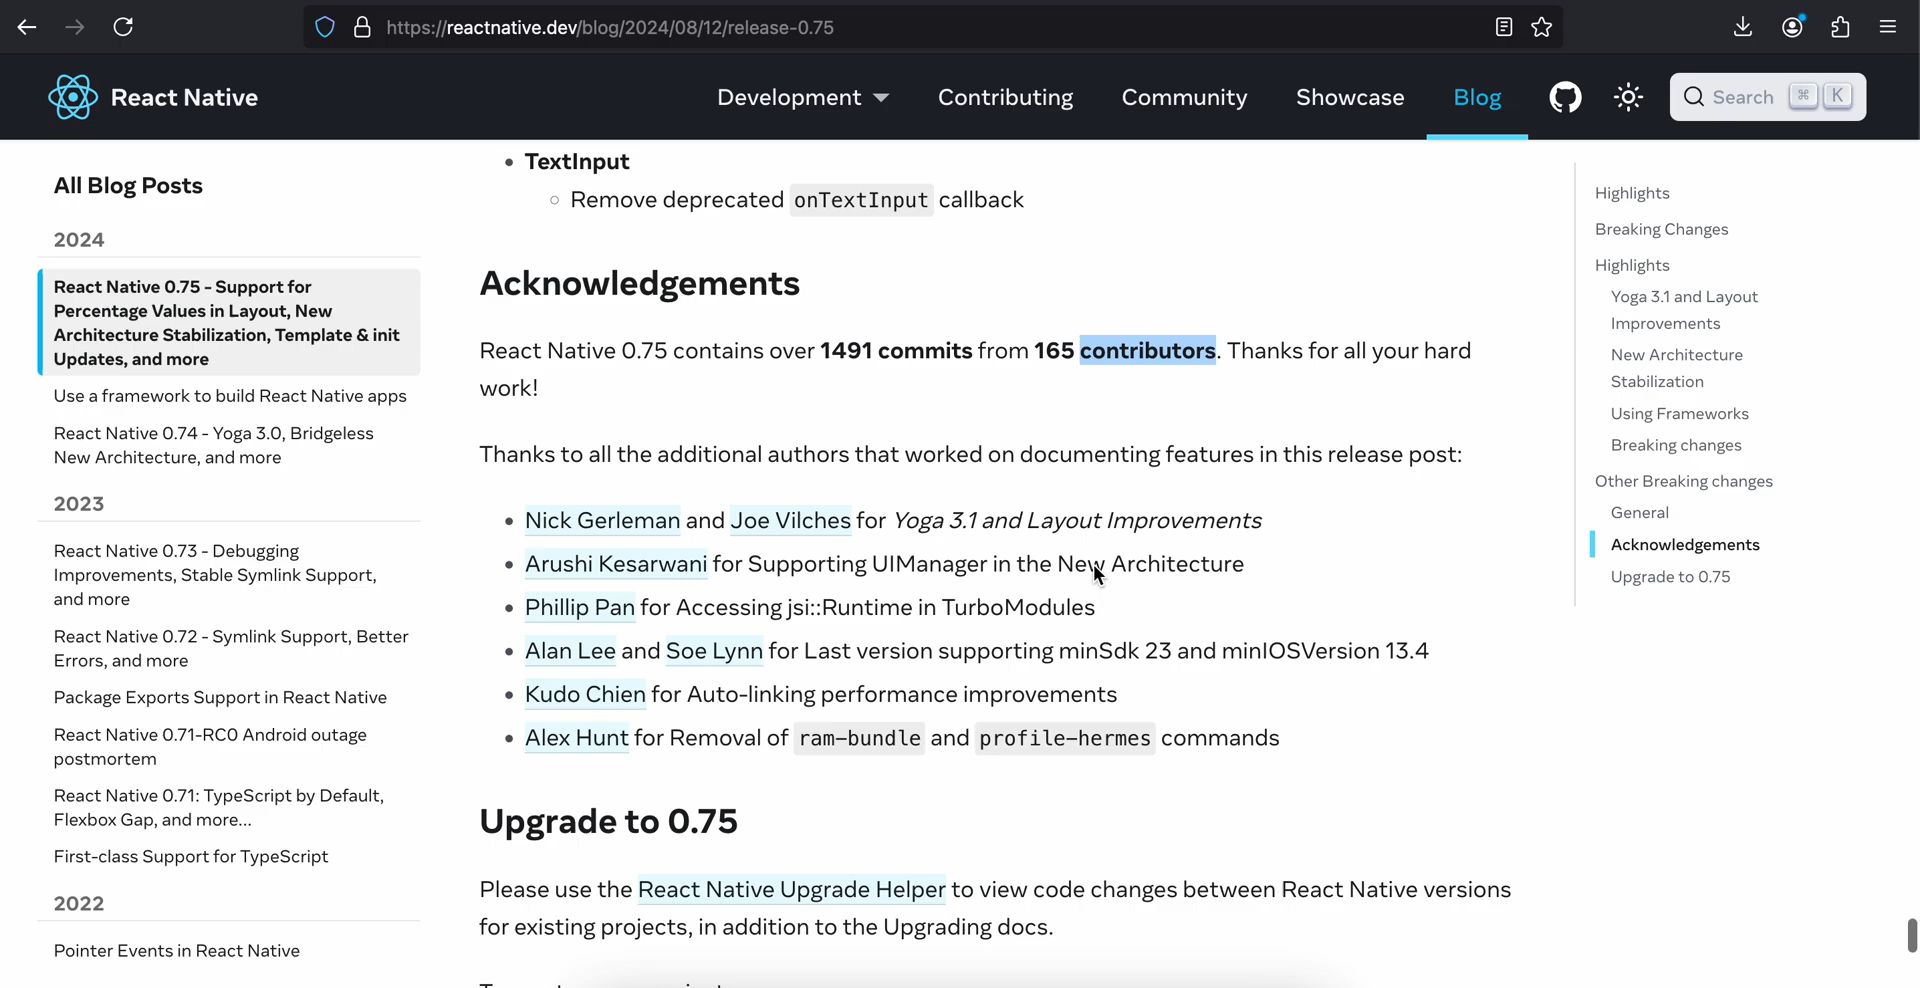 https://reactnative.dev/blog/2024/08/12/release-0.75
React Native
Development
Contributing
Community
Showcase
Blog
Search ⌘ K
All Blog Posts
2024
React Native 0.75 - Support for
Percentage Values in Layout, New
Architecture Stabilization, Template & init
Updates, and more
Use a framework to build React Native apps
React Native 0.74 - Yoga 3.0, Bridgeless
New Architecture, and more
2023
React Native 0.73 - Debugging
Improvements, Stable Symlink Support,
and more
React Native 0.72 - Symlink Support, Better
Errors, and more
Package Exports Support in React Native
React Native 0.71-RC0 Android outage
postmortem
React Native 0.71: TypeScript by Default,
Flexbox Gap, and more...
First-class Support for TypeScript
2022
Pointer Events in React Native
TextInput
Remove deprecated onTextInput callback
Acknowledgements
React Native 0.75 contains over 1491 commits from 165 contributors. Thanks for all your hard
work!
Thanks to all the additional authors that worked on documenting features in this release post:
Nick Gerleman and Joe Vilches for Yoga 3.1 and Layout Improvements
Arushi Kesarwani for Supporting UIManager in the New Architecture
Phillip Pan for Accessing jsi::Runtime in TurboModules
Alan Lee and Soe Lynn for Last version supporting minSdk 23 and minIOSVersion 13.4
Kudo Chien for Auto-linking performance improvements
Alex Hunt for Removal of ram-bundle and profile-hermes commands
Upgrade to 0.75
Please use the React Native Upgrade Helper to view code changes between React Native versions
for existing projects, in addition to the Upgrading docs.
Highlights
Breaking Changes
Highlights
Yoga 3.1 and Layout
Improvements
New Architecture
Stabilization
Using Frameworks
Breaking changes
Other Breaking changes
General
Acknowledgements
Upgrade to 0.75